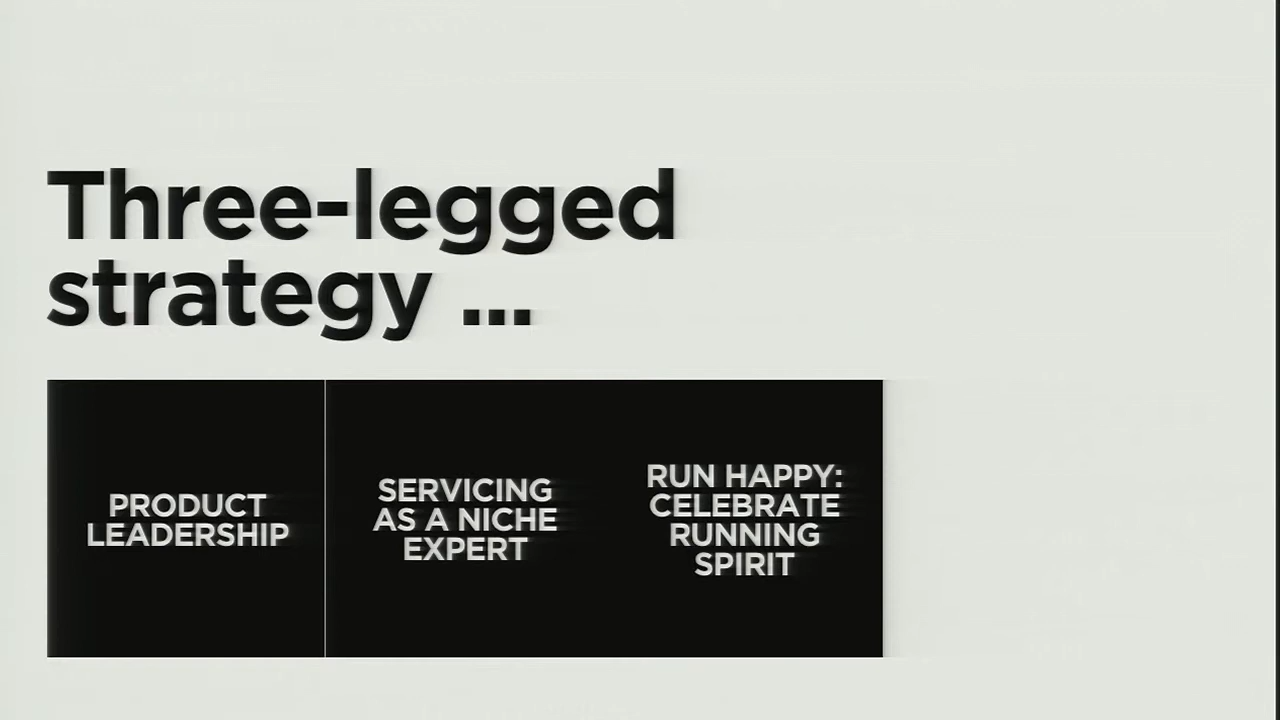 Three-legged
strategy ...
PRODUCT
LEADERSHIP
SERVICING
AS A NICHE
EXPERT
RUN HAPPY:
CELEBRATE
RUNNING
SPIRIT